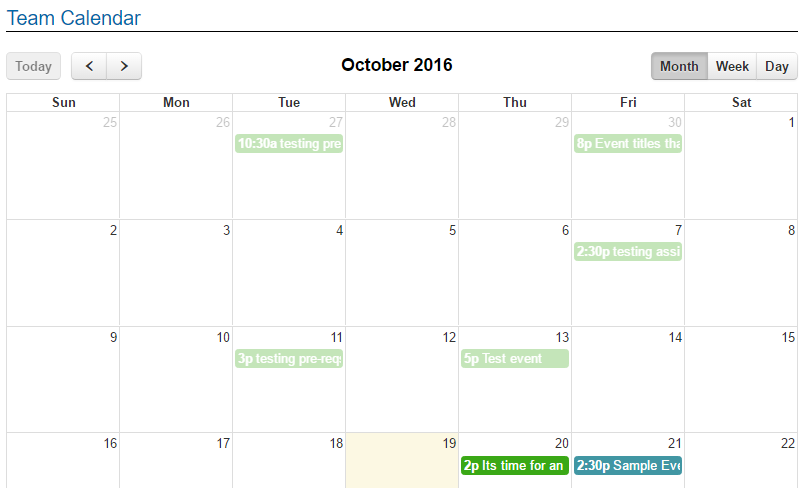 Team Calendar
Today < > October 2016 Month Week Day
Sun Mon Tue Wed Thu Fri Sat
25 26 27 28 29 30 1
10:30a testing pre 8p Event titles tha
2 3 4 5 6 7 8
2:30p testing assi
9 10 11 12 13 14 15
3p testing pre-req 5p Test event
16 17 18 19 20 21 22
2p Its time for an 2:30p Sample Eve